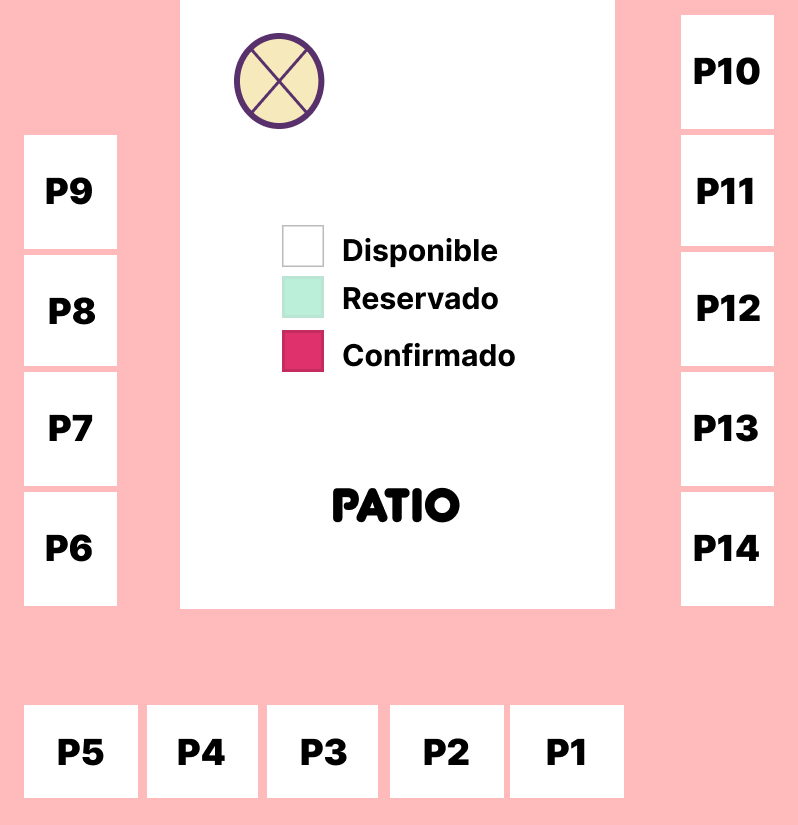 P10
P9
P11
Disponible
Reservado
Confirmado
P8
P12
P7
P13
PATIO
P6
P14
P5
P4
P3
P2
P1